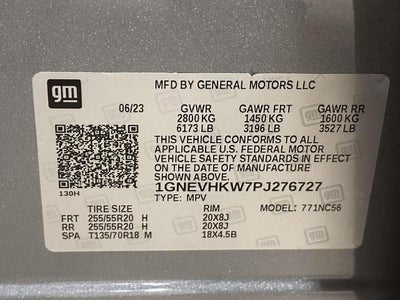 gm
MFD BY GENERAL MOTORS LLC
06/23 GVWR GAWR FRT GAWR RR
2800 KG 1450 KG 1600 KG
6173 LB 3196 LB 3527 LB
THIS VEHICLE CONFORMS TO ALL
APPLICABLE U.S. FEDERAL MOTOR
VEHICLE SAFETY STANDARDS IN EFFECT
ON THE DATE OF MANUFACTURE
SHOWN ABOVE.
1GNEVHKW7PJ276727
130H
TYPE: MPV MODEL: 771NC56
TIRE SIZE RIM
FRT 255/55R20 H 20X8J
RR 255/55R20 H 20X8J
SPA T135/70R18 M 18X4.5B